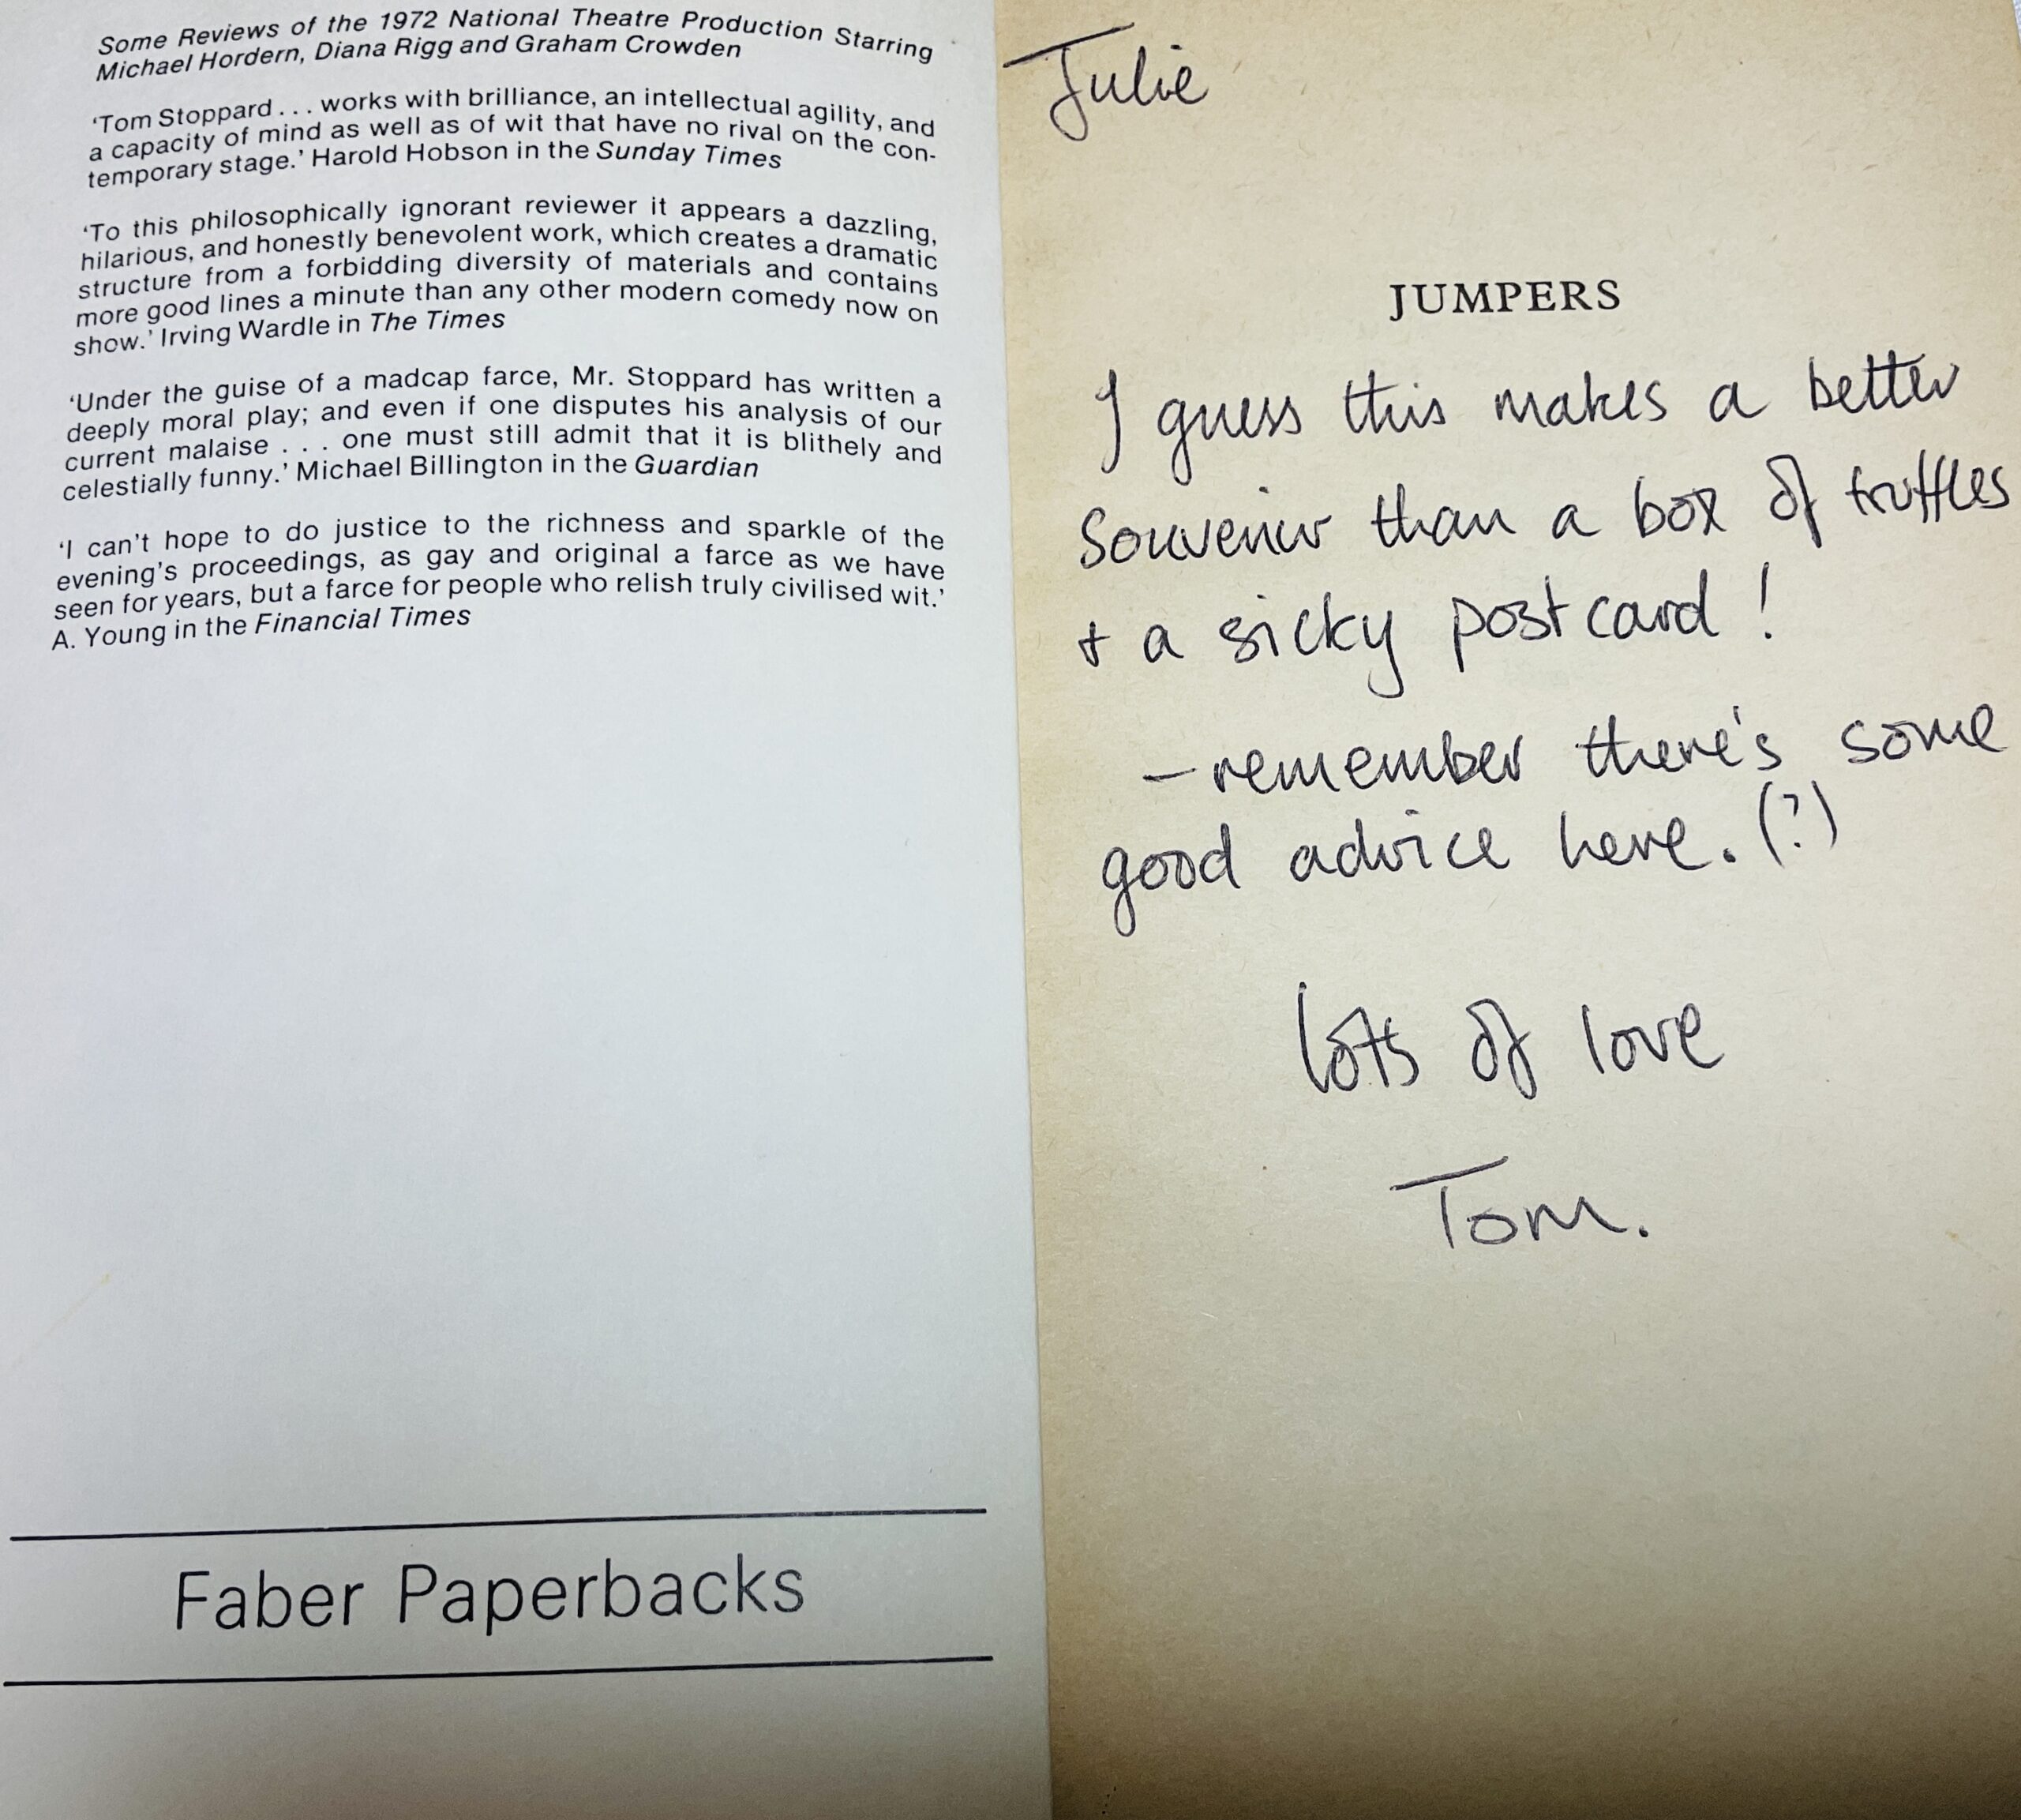 Some Reviews of the 1972 National Theatre Production Starring
Michael Hordern, Diana Rigg and Graham Crowden
‘Tom Stoppard . . . works with brilliance, an intellectual agility, and
a capacity of mind as well as of wit that have no rival on the con-
temporary stage.’ Harold Hobson in the Sunday Times
‘To this philosophically ignorant reviewer it appears a dazzling,
hilarious, and honestly benevolent work, which creates a dramatic
structure from a forbidding diversity of materials and contains
more good lines a minute than any other modern comedy now on
show.’ Irving Wardle in The Times
‘Under the guise of a madcap farce, Mr. Stoppard has written a
deeply moral play; and even if one disputes his analysis of our
current malaise . . . one must still admit that it is blithely and
celestially funny.’ Michael Billington in the Guardian
‘I can’t hope to do justice to the richness and sparkle of the
evening’s proceedings, as gay and original a farce as we have
seen for years, but a farce for people who relish truly civilised wit.’
A. Young in the Financial Times
Faber Paperbacks
Julie
JUMPERS
I guess this makes a better
souvenir than a box of truffles
+ a sicky postcard !
– remember there's some
good advice here. (?)
lots of love
Tom.